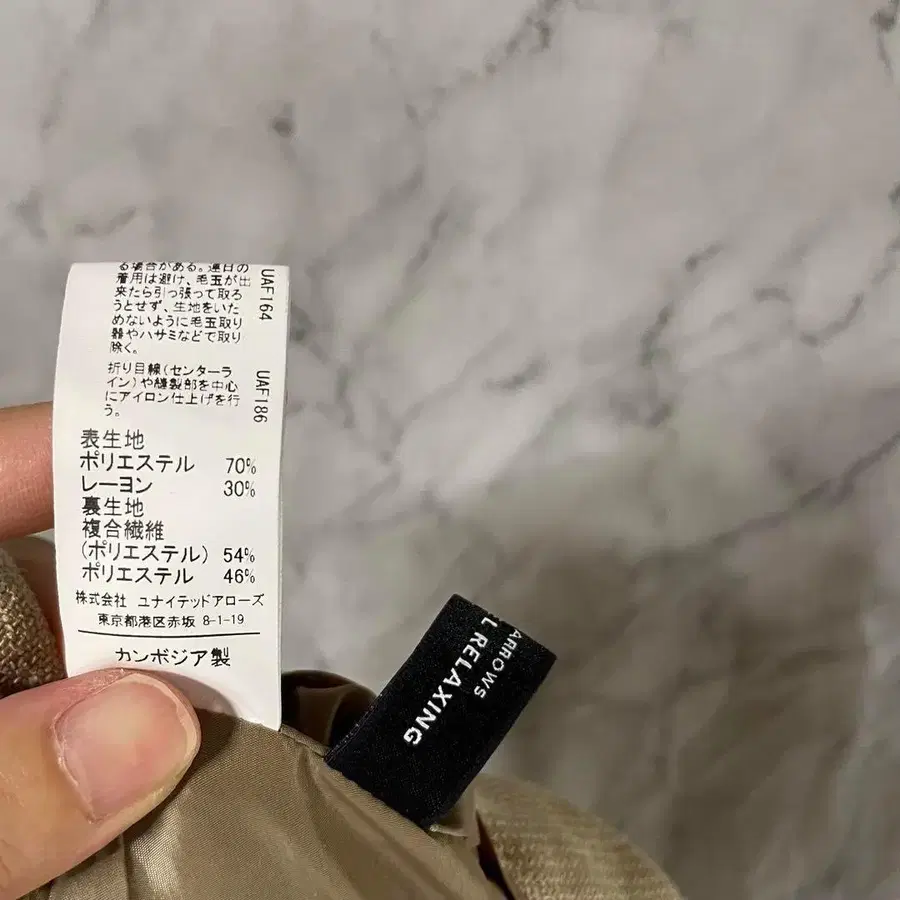 る場合がある。連日の
着用は避け、毛玉が出
来たら引っ張って取ろ
うとせず、生地をいた
めないように毛玉取り
器やハサミなどで取り
除く。
UAF164
折り目線(センターラ
イン)や縫製部を中心
にアイロン仕上げを行
う。
UAF186
表生地
ポリエステル 70%
レーヨン 30%
裏生地
複合繊維
(ポリエステル) 54%
ポリエステル 46%
株式会社 ユナイテッドアローズ
東京都港区赤坂 8-1-19
カンボジア製
ARROWS
L RELAXING